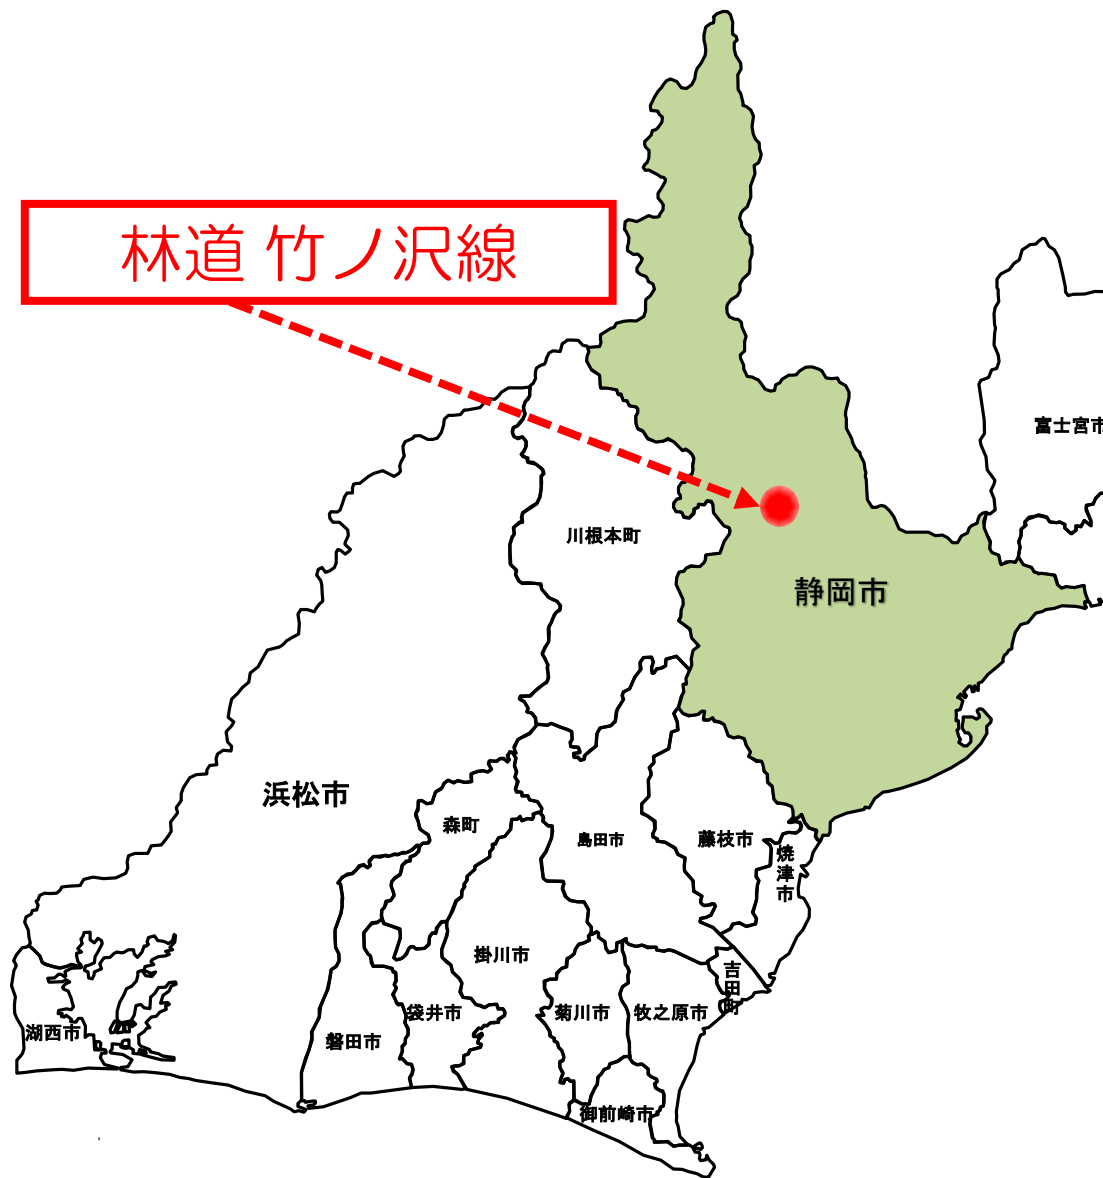 林道 竹ノ沢線
富士宮市
川根本町
静岡市
浜松市
森町
島田市
藤枝市
焼津市
掛川市
吉田町
袋井市
菊川市
牧之原市
湖西市
磐田市
御前崎市